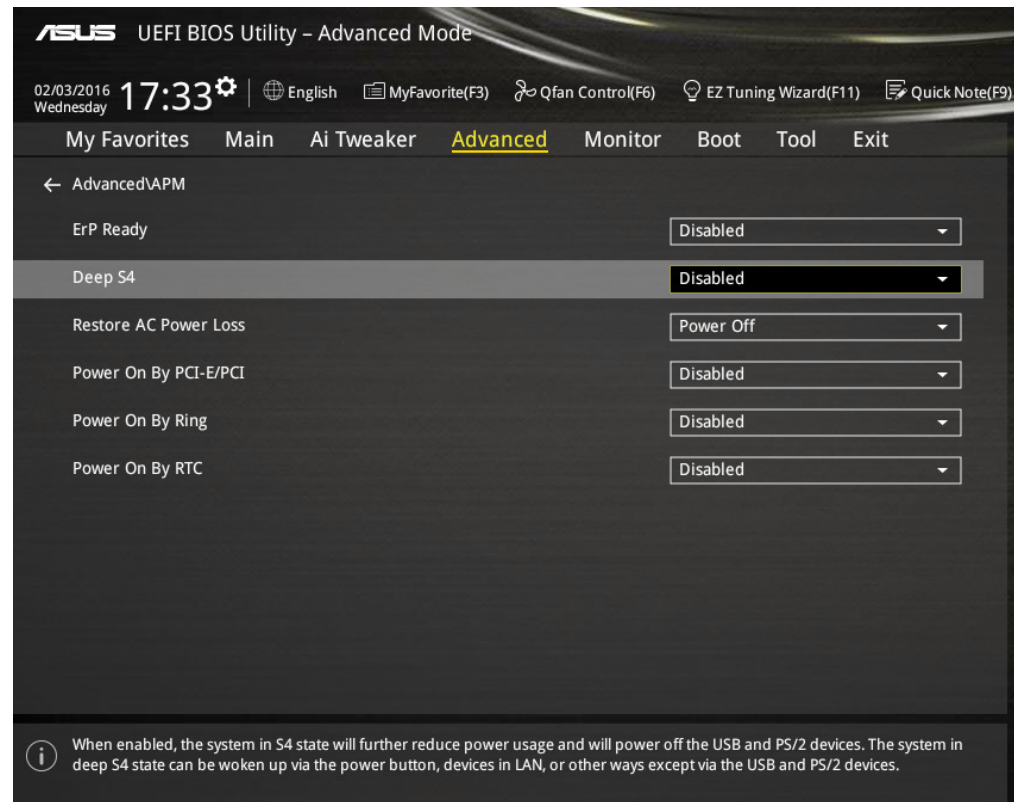 ASUS UEFI BIOS Utility – Advanced Mode
02/03/2016 Wednesday 17:33 English MyFavorite(F3) Qfan Control(F6) EZ Tuning Wizard(F11) Quick Note(F9)
My Favorites Main Ai Tweaker Advanced Monitor Boot Tool Exit
Advanced\APM
ErP Ready Disabled
Deep S4 Disabled
Restore AC Power Loss Power Off
Power On By PCI-E/PCI Disabled
Power On By Ring Disabled
Power On By RTC Disabled
When enabled, the system in S4 state will further reduce power usage and will power off the USB and PS/2 devices. The system in
deep S4 state can be woken up via the power button, devices in LAN, or other ways except via the USB and PS/2 devices.